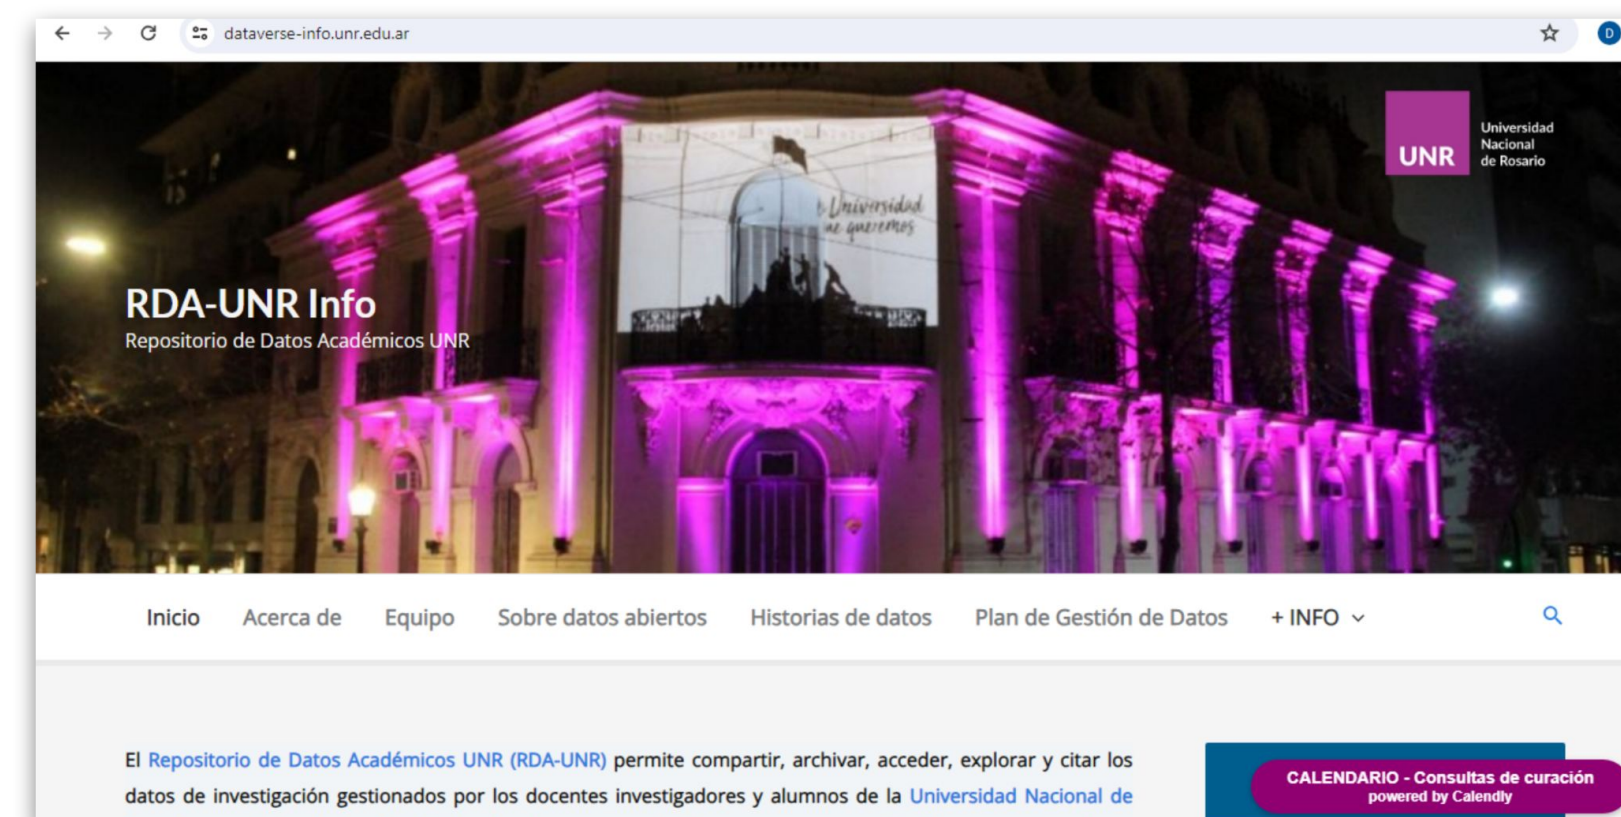 dataverse-info.unr.edu.ar
D
UNR
Universidad
Nacional
de Rosario
Universidad
ue queremos
RDA-UNR Info
Repositorio de Datos Académicos UNR
Inicio Acerca de Equipo Sobre datos abiertos Historias de datos Plan de Gestión de Datos + INFO
El Repositorio de Datos Académicos UNR (RDA-UNR) permite compartir, archivar, acceder, explorar y citar los
datos de investigación gestionados por los docentes investigadores y alumnos de la Universidad Nacional de
CALENDARIO - Consultas de curación
powered by Calendly